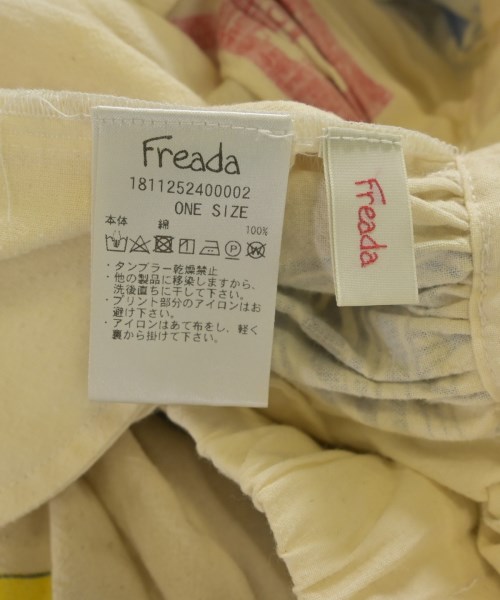 Freada
1811252400002
ONE SIZE
本体 綿 100%
・タンブラー乾燥禁止
・他の製品に移染しますから、
洗後直ちに干して下さい。
・プリント部分のアイロンはお
避け下さい。
・アイロンはあて布をし、軽く
裏から掛けて下さい。
Freada